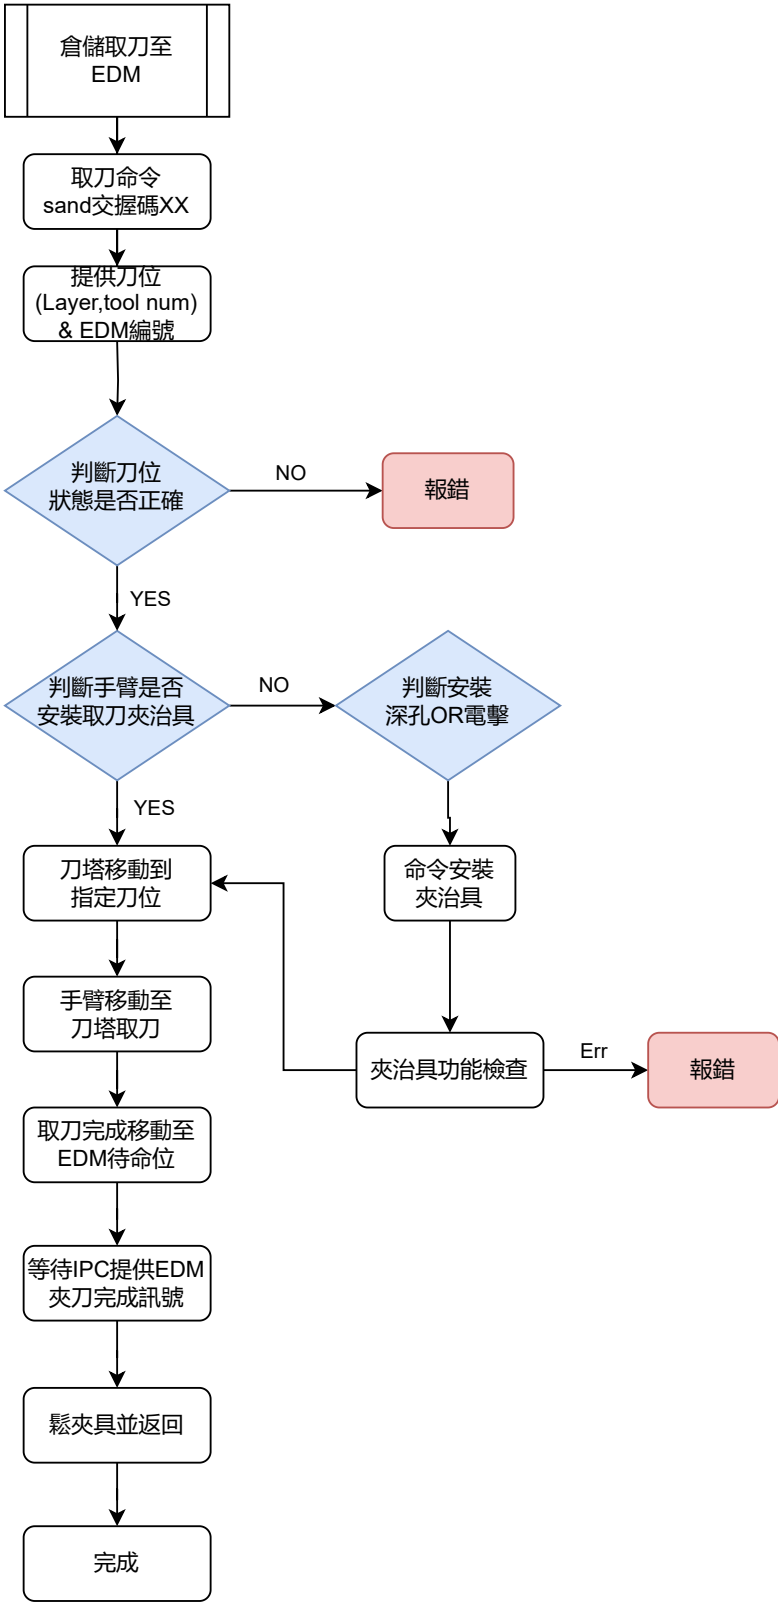 倉儲取刀至
EDM
取刀命令
sand交握碼XX
提供刀位
(Layer,tool num)
& EDM編號
判斷刀位
狀態是否正確
NO
報錯
YES
判斷手臂是否
安裝取刀夾治具
NO
判斷安裝
深孔OR電擊
YES
刀塔移動到
指定刀位
命令安裝
夾治具
手臂移動至
刀塔取刀
夾治具功能檢查
Err
報錯
取刀完成移動至
EDM待命位
等待IPC提供EDM
夾刀完成訊號
鬆夾具並返回
完成